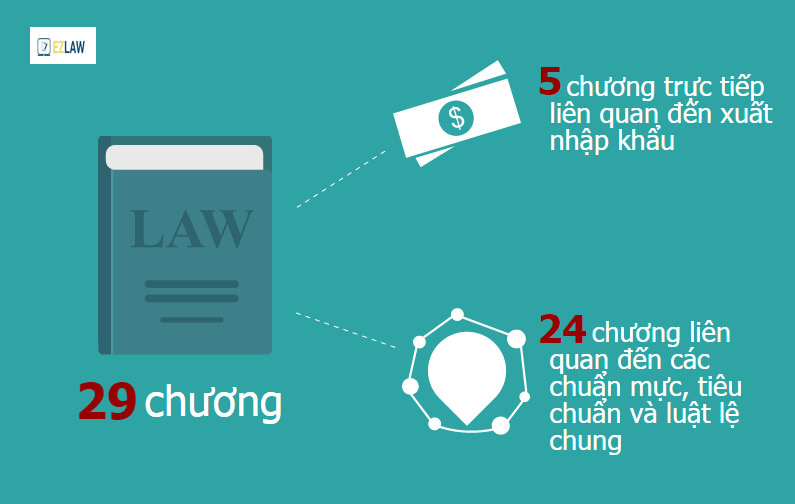 EZLAW
5 chương trực tiếp
liên quan đến xuất
nhập khẩu
LAW
$
29 chương
24 chương liên
quan đến các
chuẩn mực, tiêu
chuẩn và luật lệ
chung